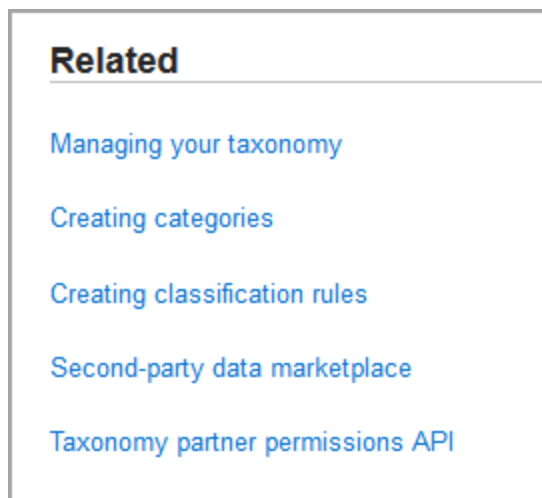 Related
Managing your taxonomy
Creating categories
Creating classification rules
Second-party data marketplace
Taxonomy partner permissions API